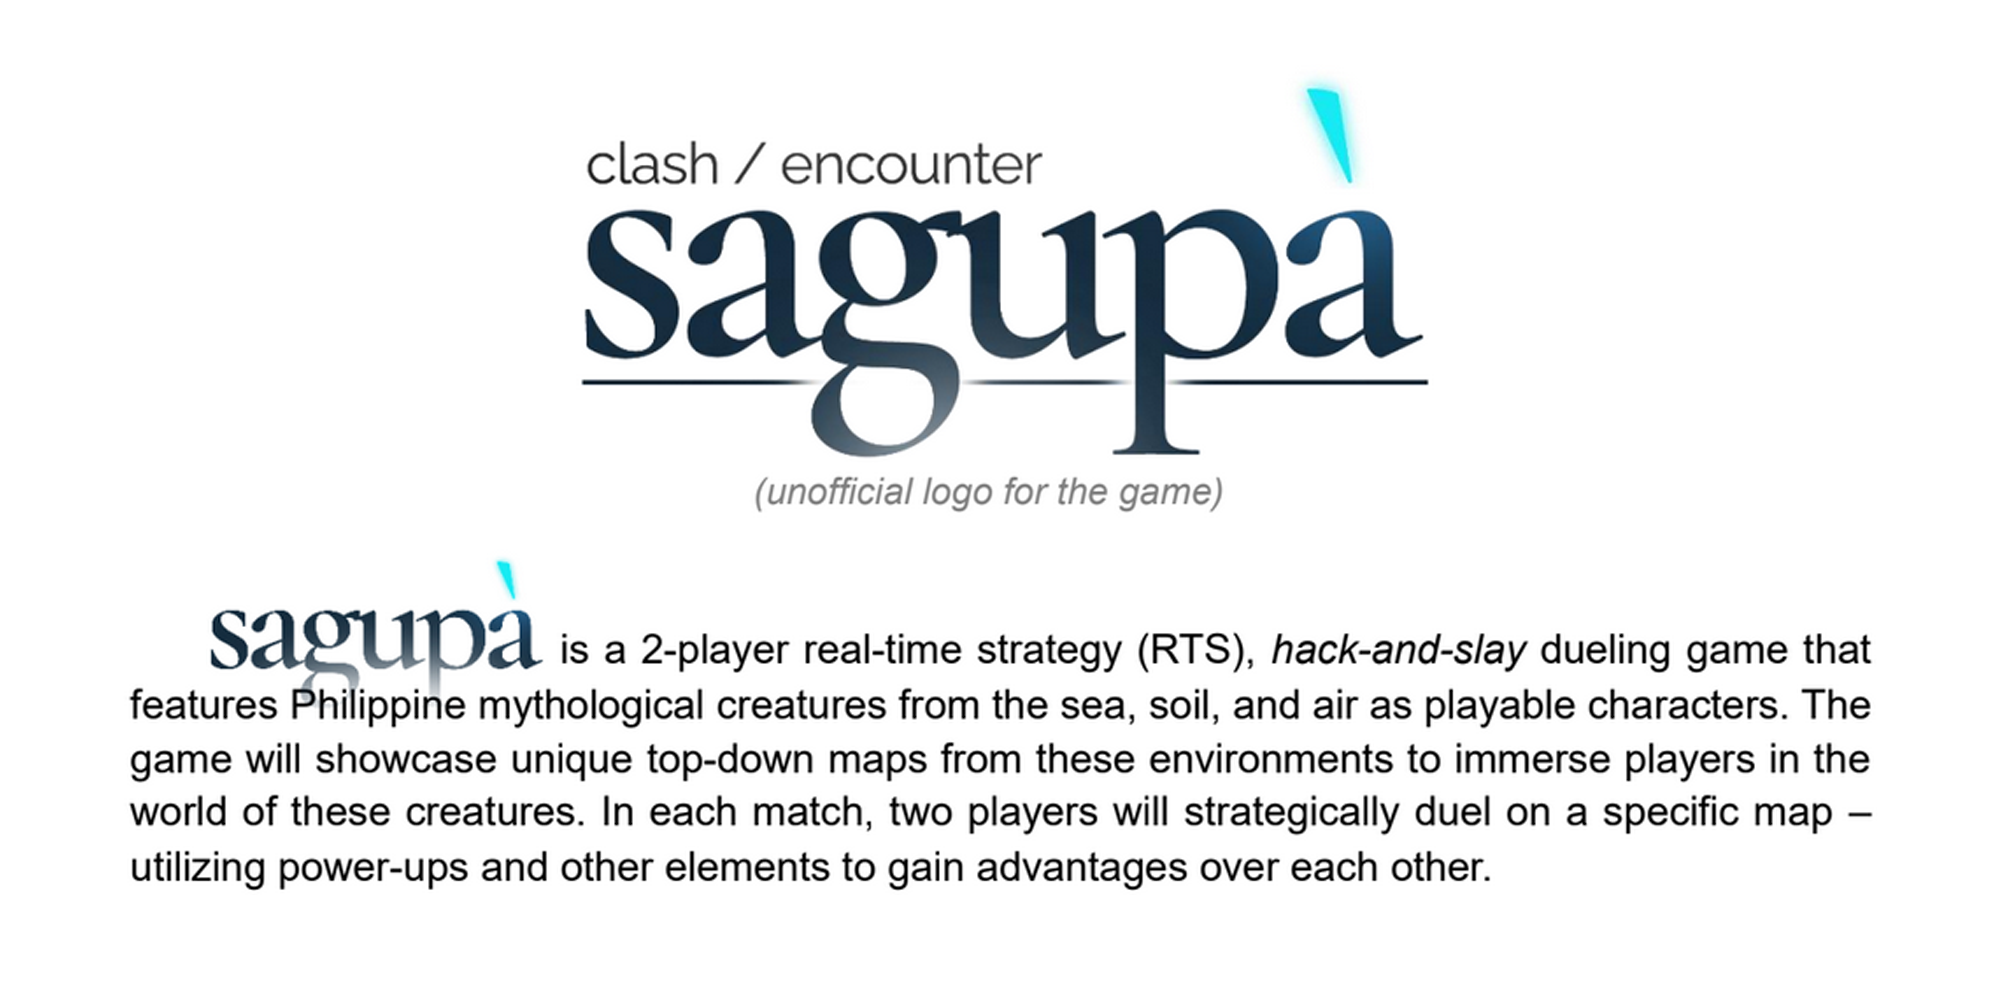 clash / encounter
sagupà
(unofficial logo for the game)
sagupà is a 2-player real-time strategy (RTS), hack-and-slay dueling game that
features Philippine mythological creatures from the sea, soil, and air as playable characters. The
game will showcase unique top-down maps from these environments to immerse players in the
world of these creatures. In each match, two players will strategically duel on a specific map –
utilizing power-ups and other elements to gain advantages over each other.